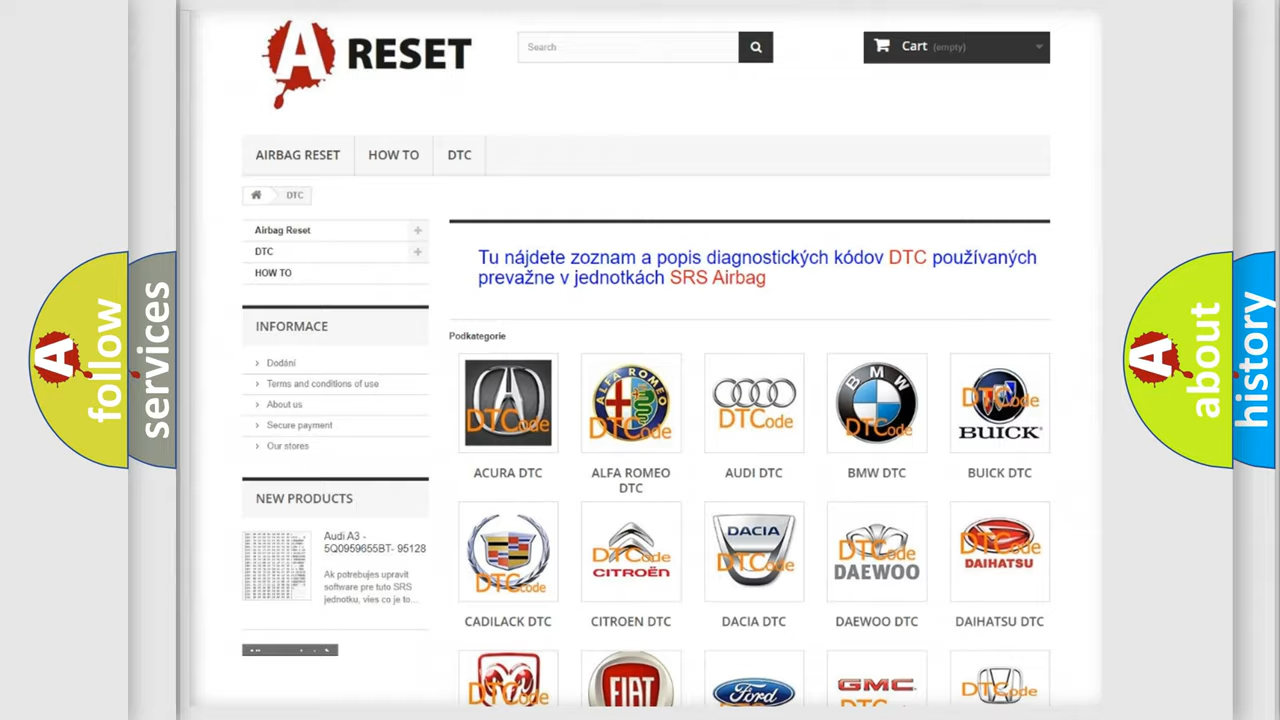 A RESET
Search
Cart (empty)
AIRBAG RESET
HOW TO
DTC
DTC
Airbag Reset
DTC
HOW TO
INFORMACE
Dodání
Terms and conditions of use
About us
Secure payment
Our stores
NEW PRODUCTS
Audi A3 -
5Q0959655BT- 95128
Ak potrebujes upravit
software pre tuto SRS
jednotku, vies co je to...
Tu nájdete zoznam a popis diagnostických kódov DTC používaných
prevažne v jednotkách SRS Airbag
Podkategorie
DTCode
ALFA ROMEO
DTCode
DTCode
BMW
DTCode
DTCode
BUICK
ACURA DTC
ALFA ROMEO
DTC
AUDI DTC
BMW DTC
BUICK DTC
DTCode
DTCode
CITROËN
DACIA
DTCode
DTCode
DAEWOO
DTCode
DAIHATSU
CADILACK DTC
CITROEN DTC
DACIA DTC
DAEWOO DTC
DAIHATSU DTC
DTCode
FIAT
Ford
GMC
DTCode
A follow
services
A about
history